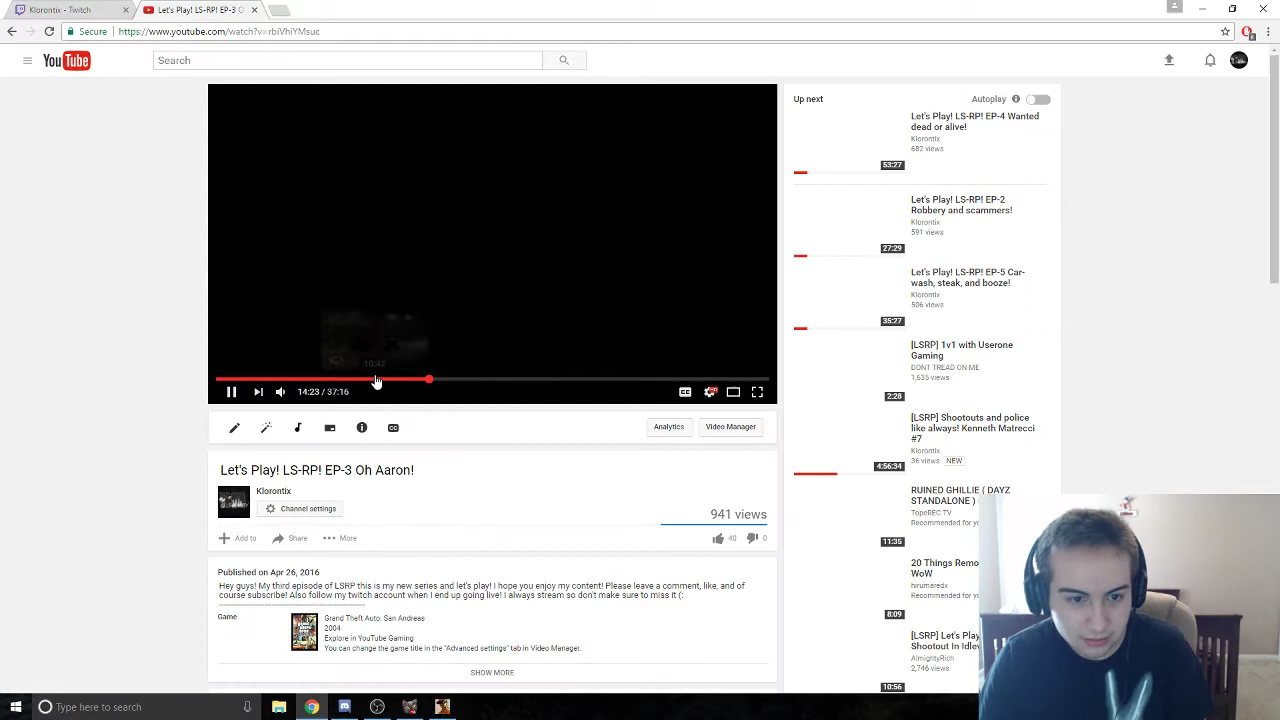 Klorontix - Twitch
Let's Play! LS-RP! EP-3 O
Secure
https://www.youtube.com/watch?v=rbiVhiYMsuc
YouTube
Search
Up next
Autoplay
Let's Play! LS-RP! EP-4 Wanted
dead or alive!
Klorontix
682 views
53:27
Let's Play! LS-RP! EP-2
Robbery and scammers!
Klorontix
591 views
27:29
Let's Play! LS-RP! EP-5 Car-
wash, steak, and booze!
Klorontix
506 views
35:27
[LSRP] 1v1 with Userone
Gaming
DONT TREAD ON ME
1,635 views
2:28
[LSRP] Shootouts and police
like always! Kenneth Matrecci
#7
Klorontix
36 views NEW
4:56:34
RUINED GHILLIE ( DAYZ
STANDALONE )
TopeREC TV
Recommended for yo
11:35
20 Things Remo
WoW
hirumaredx
Recommended for yo
8:09
[LSRP] Let's Play
Shootout In Idlev
AlmightyRich
2,746 views
10:56
10:42
14:23 / 37:16
CC
HD
CC
Analytics
Video Manager
Let's Play! LS-RP! EP-3 Oh Aaron!
Klorontix
Channel settings
941 views
Add to
Share
More
40
0
Published on Apr 26, 2016
Hey guys! My third episode of LSRP this is my new series and let's play! I hope you enjoy my content! Please leave a comment, like, and of
course subscribe! Also follow my twitch account when I end up going live! I always stream so don't make sure to miss it (:
Game
Grand Theft Auto: San Andreas
2004
Explore in YouTube Gaming
You can change the game title in the "Advanced settings" tab in Video Manager.
SHOW MORE
Type here to search